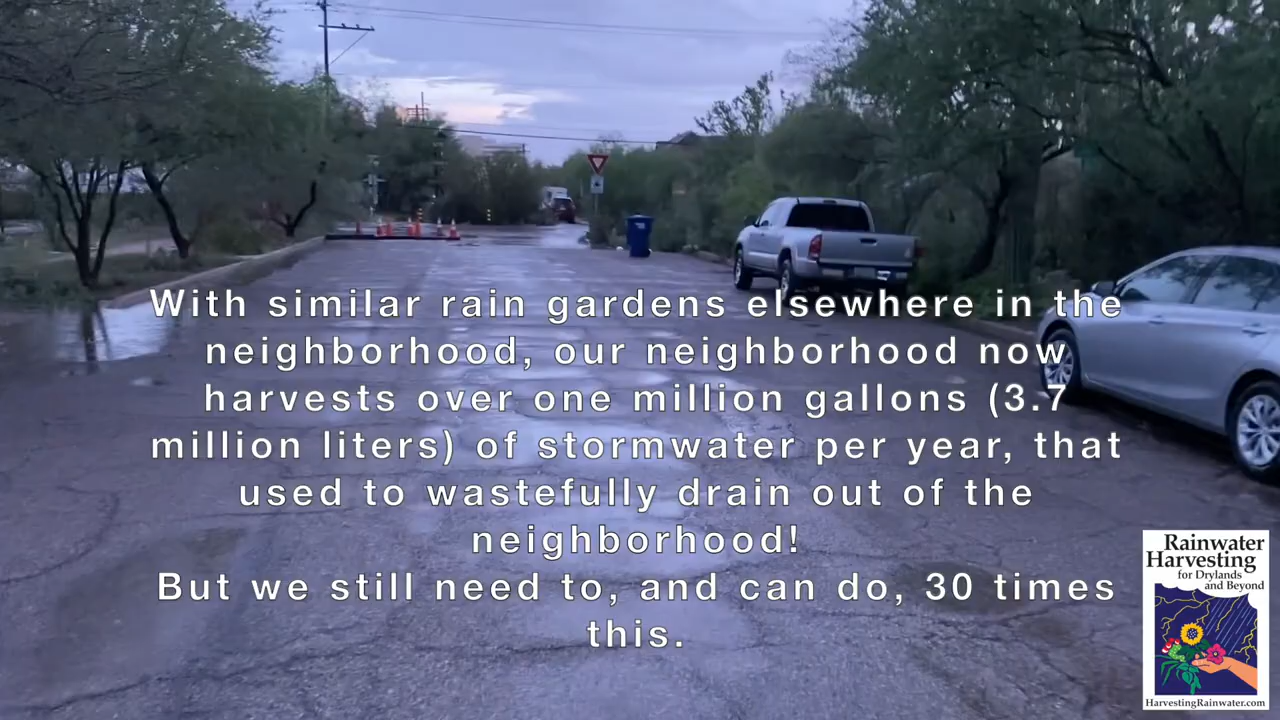 With similar rain gardens elsewhere in the
neighborhood, our neighborhood now
harvests over one million gallons (3.7
million liters) of stormwater per year, that
used to wastefully drain out of the
neighborhood!
But we still need to, and can do, 30 times
this.
Rainwater
Harvesting
for Drylands
and Beyond
HarvestingRainwater.com